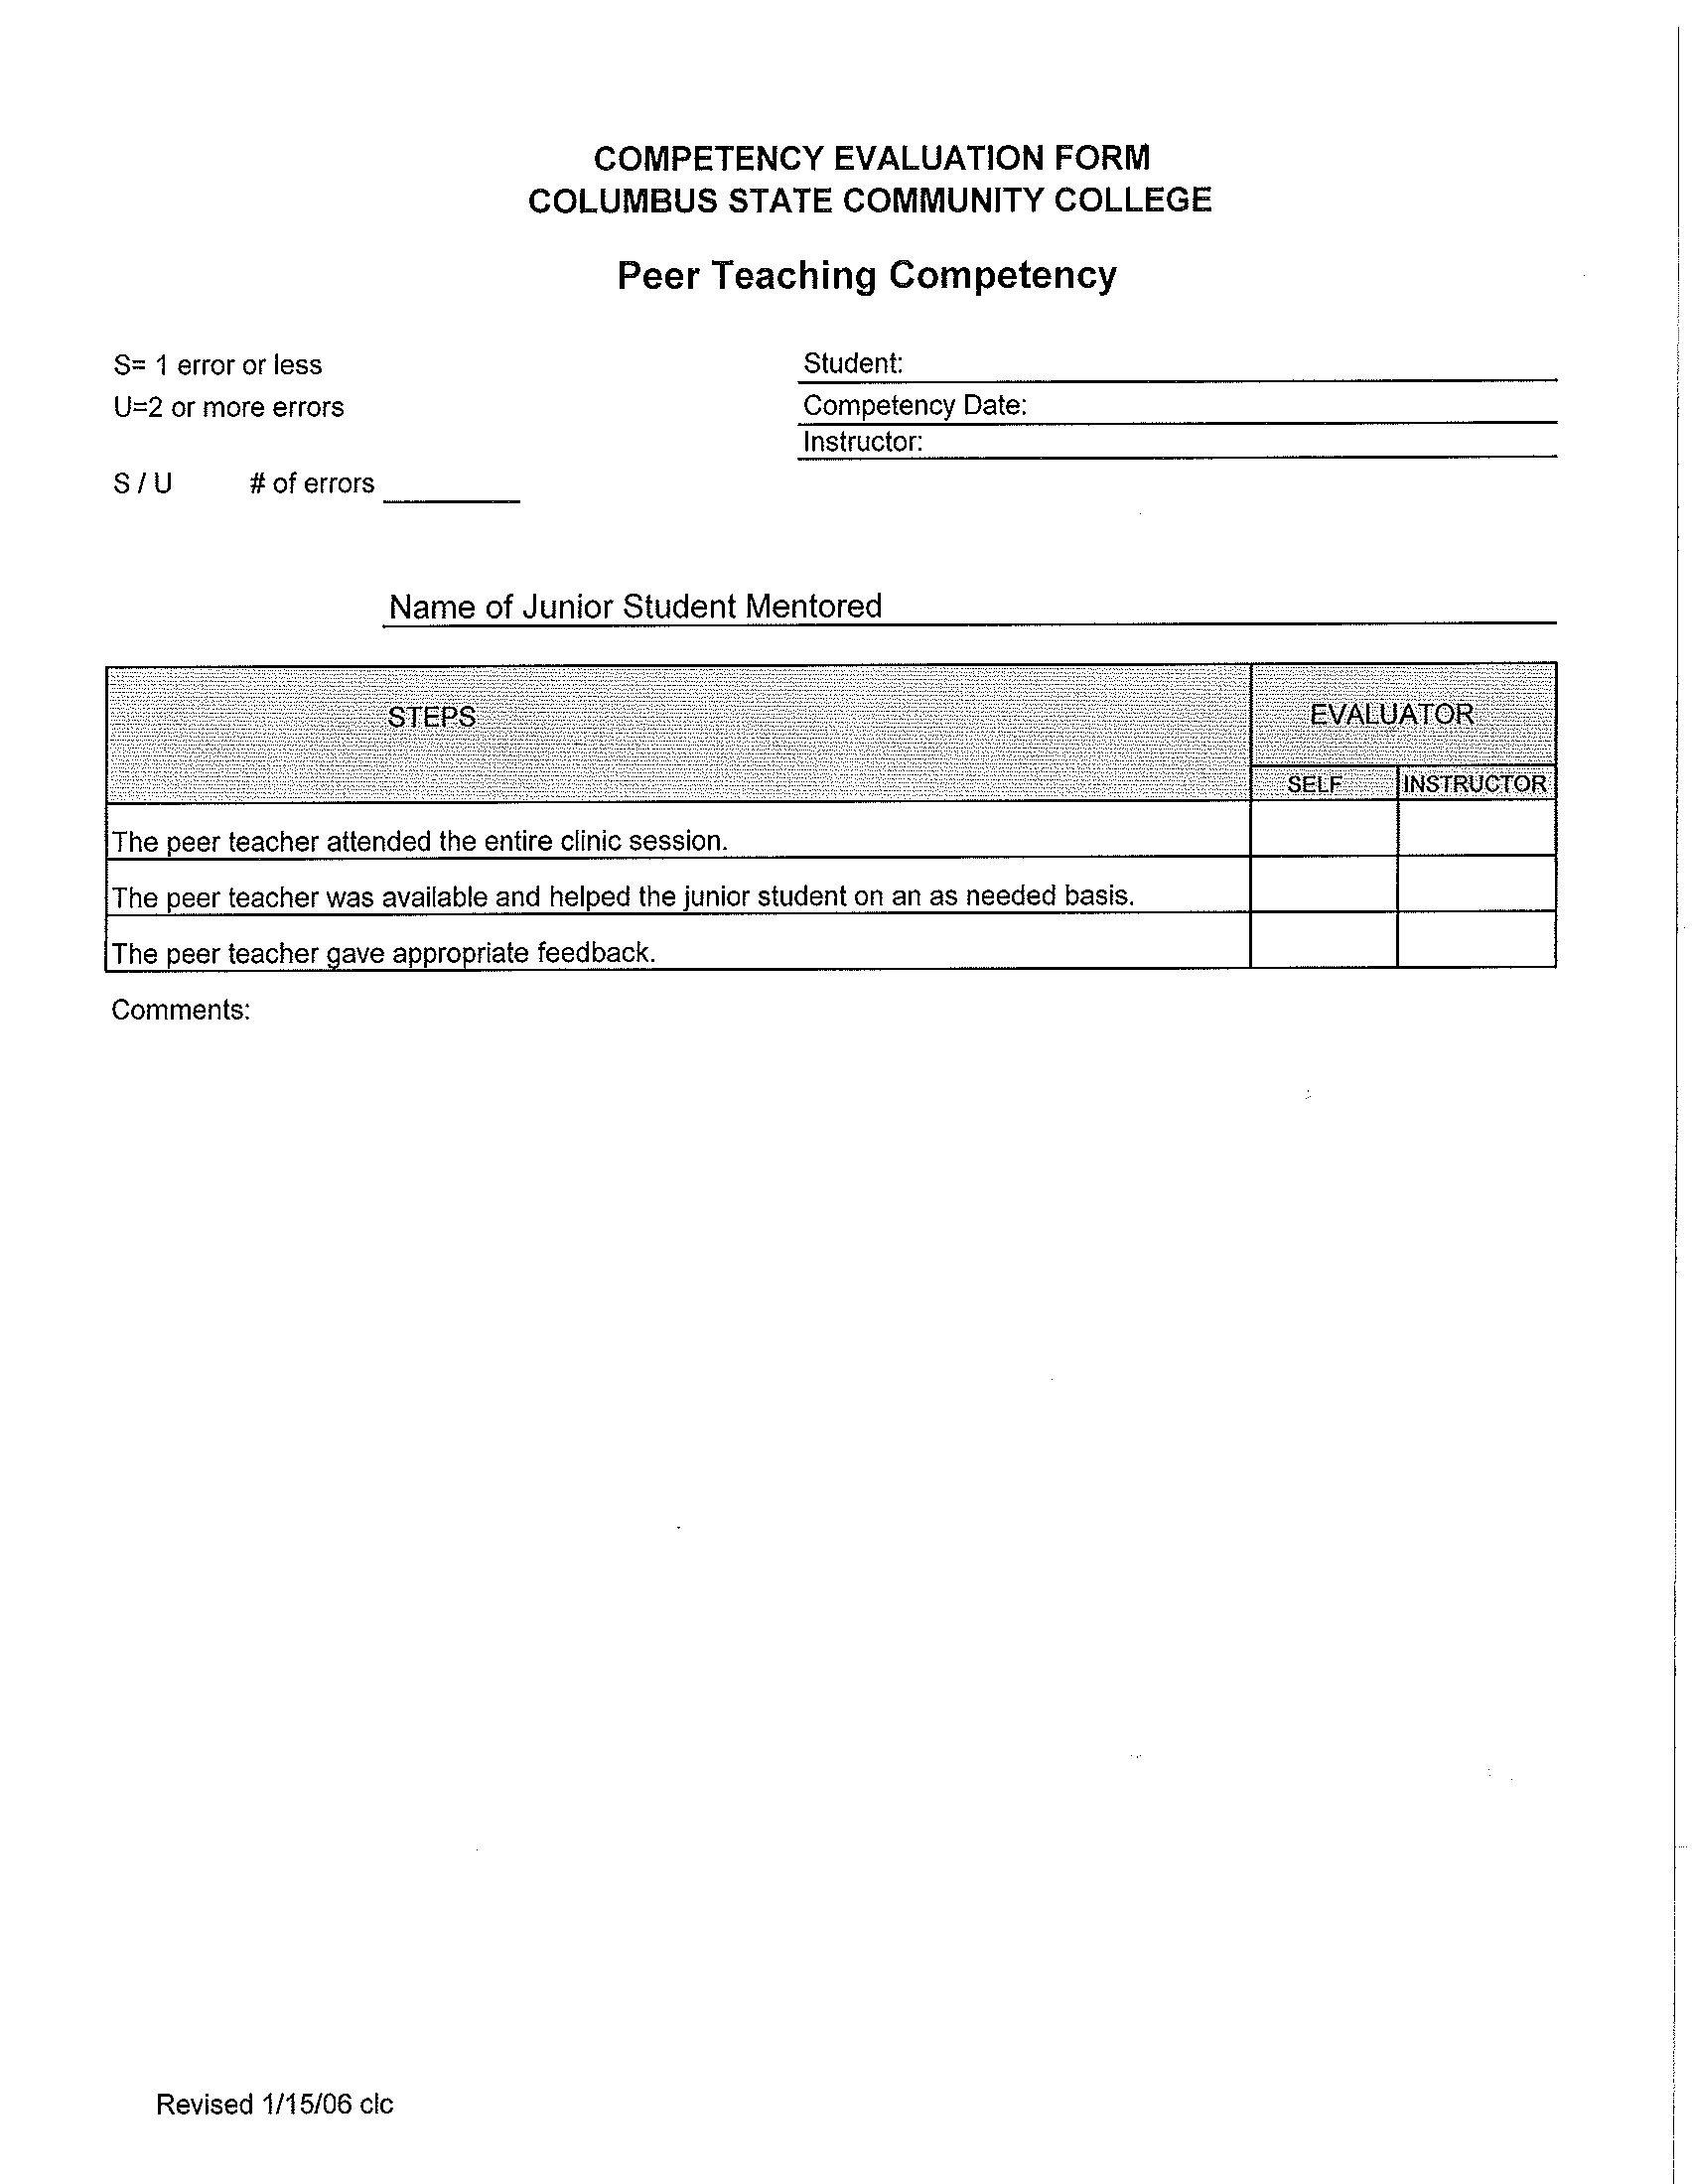 COMPETENCY EVALUATION FORM
COLUMBUS STATE COMMUNITY COLLEGE
Peer Teaching Competency
S= 1 error or less
Student:
U=2 or more errors
Competency Date:
Instructor:
S / U # of errors
Name of Junior Student Mentored
STEPS
EVALUATOR
SELF INSTRUCTOR
The peer teacher attended the entire clinic session.
The peer teacher was available and helped the junior student on an as needed basis.
The peer teacher gave appropriate feedback.
Comments:
Revised 1/15/06 clc